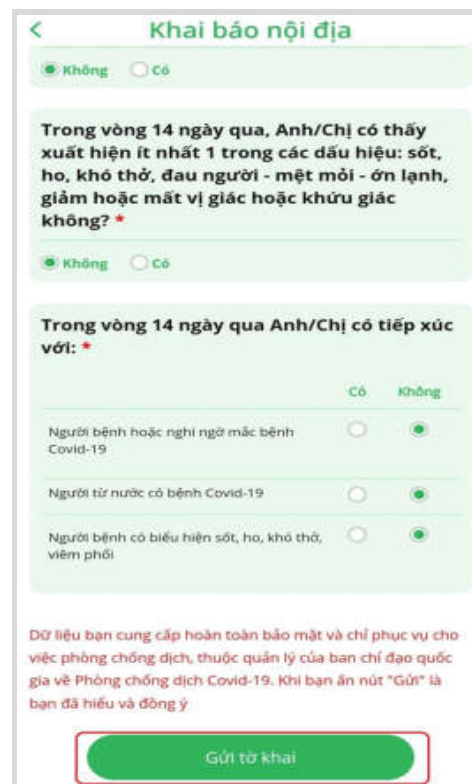 Khai báo nội địa
Không Có
Trong vòng 14 ngày qua, Anh/Chị có thấy
xuất hiện ít nhất 1 trong các dấu hiệu: sốt,
ho, khó thở, đau người - mệt mỏi - ớn lạnh,
giảm hoặc mất vị giác hoặc khứu giác
không? *
Không Có
Trong vòng 14 ngày qua Anh/Chị có tiếp xúc
với: *
Có Không
Người bệnh hoặc nghi ngờ mắc bệnh
Covid-19
Người từ nước có bệnh Covid-19
Người bệnh có biểu hiện sốt, ho, khó thở,
viêm phổi
Dữ liệu bạn cung cấp hoàn toàn bảo mật và chỉ phục vụ cho
việc phòng chống dịch, thuộc quản lý của ban chỉ đạo quốc
gia về Phòng chống dịch Covid-19. Khi bạn ấn nút "Gửi" là
bạn đã hiểu và đồng ý
Gửi tờ khai